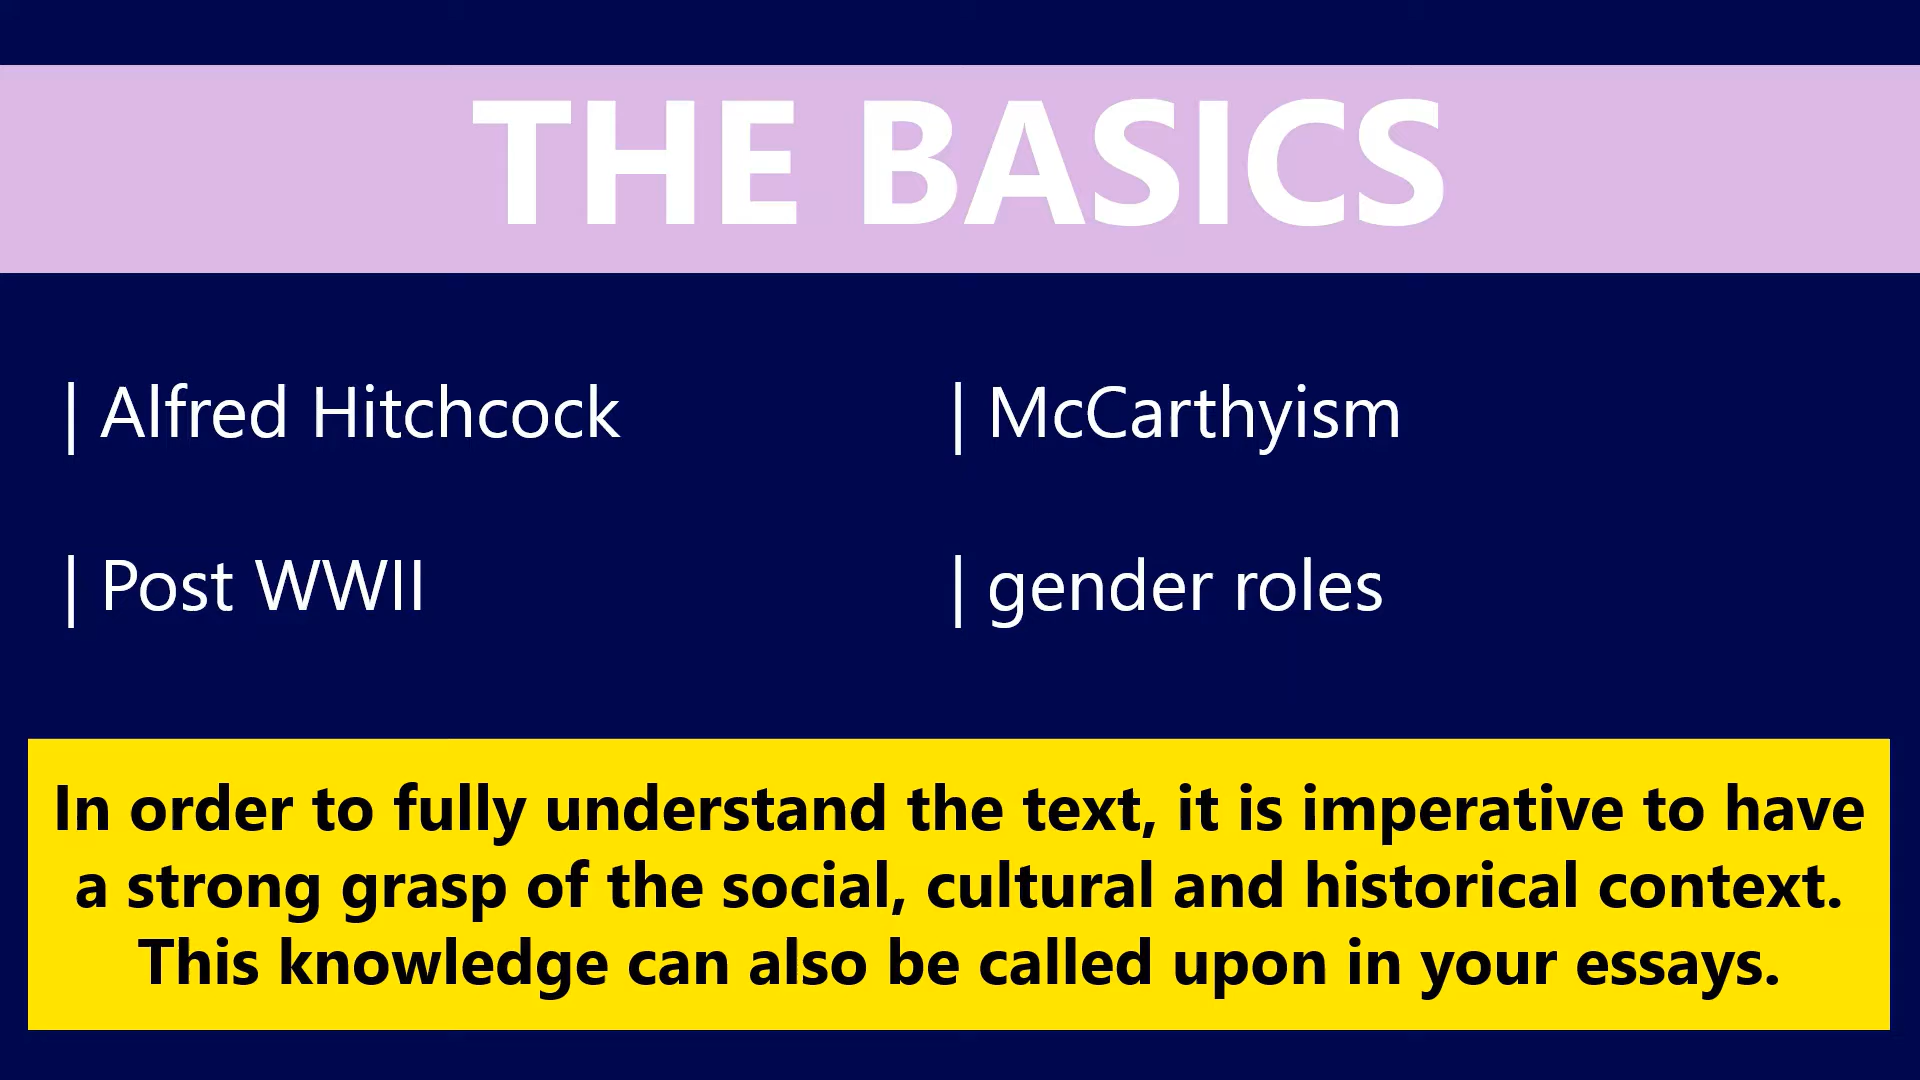 THE BASICS
| Alfred Hitchcock
| McCarthyism
| Post WWII
| gender roles
In order to fully understand the text, it is imperative to have
a strong grasp of the social, cultural and historical context.
This knowledge can also be called upon in your essays.